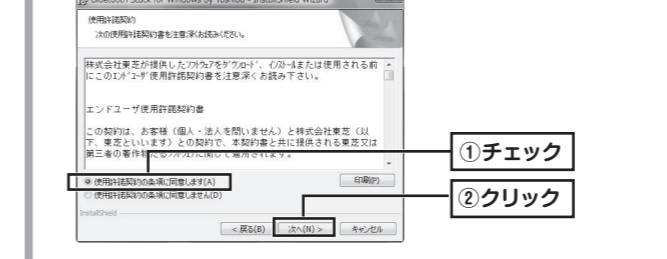 Bluetooth Stack for Windows by Toshiba - InstallShield Wizard
使用許諾契約
次の使用許諾契約書を注意深くお読みください。
株式会社東芝が提供したソフトウェアをダウンロード、インストールまたは使用される前
にこのエンドユーザ使用許諾契約書を注意深くお読み下さい。
エンドユーザ使用許諾契約書
この契約は、お客様（個人・法人を問いません）と株式会社東芝（以
下、東芝といいます）との契約で、本契約書と共に提供される東芝又は
第三者の著作物たるソフトウェアに関して適用されます。
①チェック
使用許諾契約の条項に同意します(A)
印刷(P)
使用許諾契約の条項に同意しません(D)
②クリック
InstallShield
< 戻る(B) 次へ(N) > キャンセル